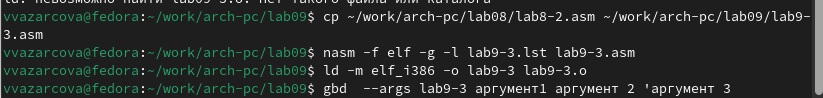 ld: невозможно найти lab09-3.o: Нет такого файла или каталога
vvazarcova@fedora:~/work/arch-pc/lab09$ cp ~/work/arch-pc/lab08/lab8-2.asm ~/work/arch-pc/lab09/lab9-
3.asm
vvazarcova@fedora:~/work/arch-pc/lab09$ nasm -f elf -g -l lab9-3.lst lab9-3.asm
vvazarcova@fedora:~/work/arch-pc/lab09$ ld -m elf_i386 -o lab9-3 lab9-3.o
vvazarcova@fedora:~/work/arch-pc/lab09$ gbd  --args lab9-3 аргумент1 аргумент 2 'аргумент 3